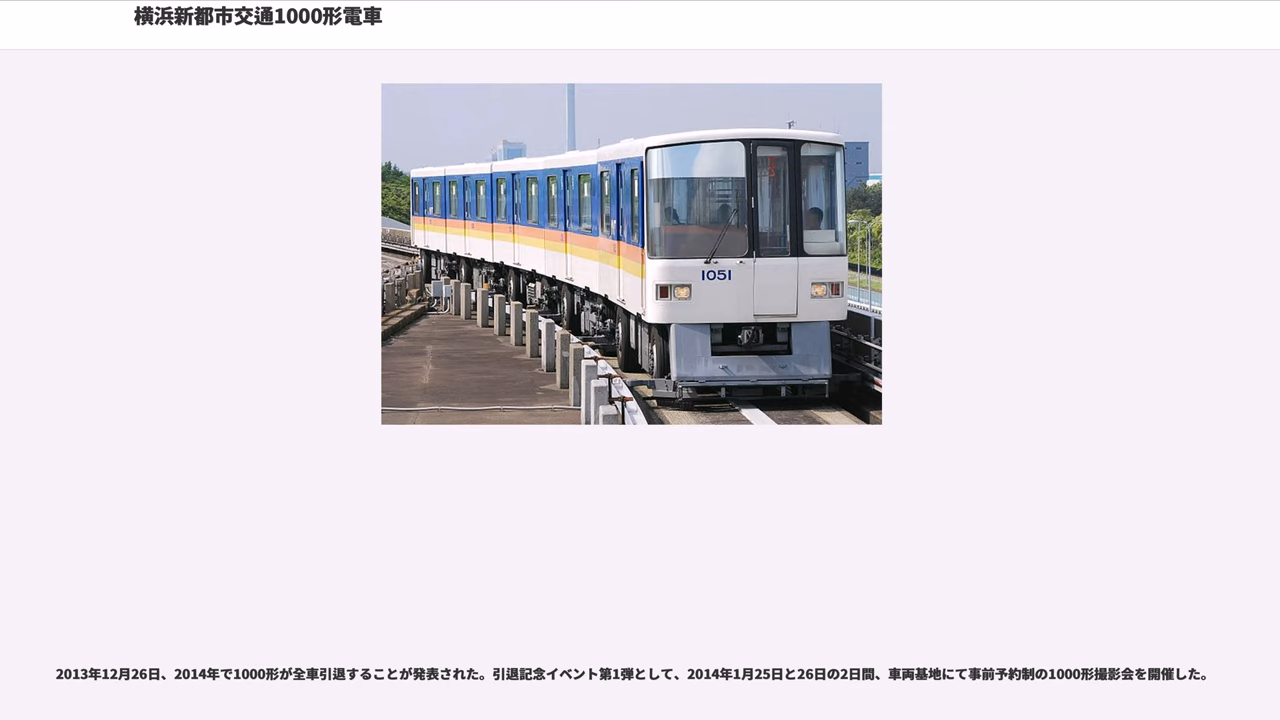 横浜新都市交通1000形電車
1051
2013年12月26日、2014年で1000形が全車引退することが発表された。引退記念イベント第1弾として、2014年1月25日と26日の2日間、車両基地にて事前予約制の1000形撮影会を開催した。